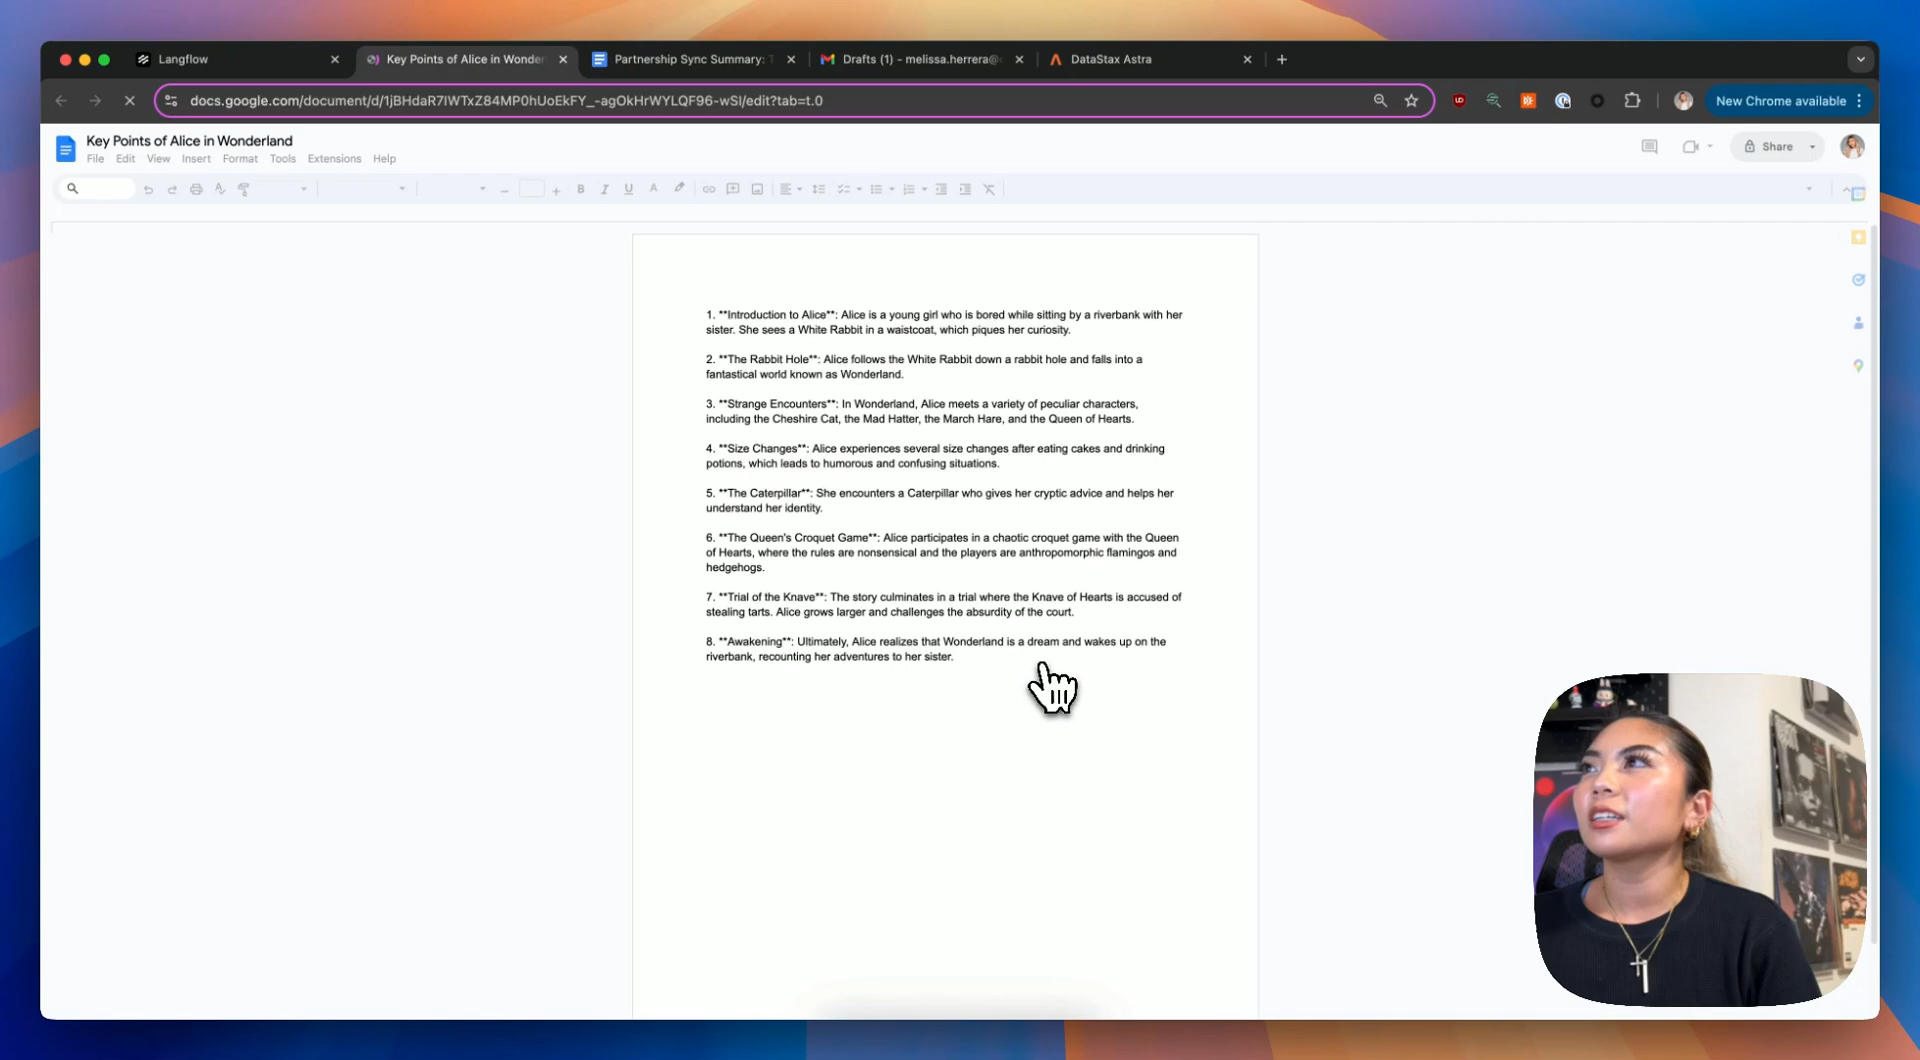 Langflow
Key Points of Alice in Wonder
Partnership Sync Summary: T
Drafts (1) - melissa.herrera@
DataStax Astra
docs.google.com/document/d/1jBHdaR7IWTxZ84MP0hUoEkFY_-agOkHrWYLQF96-wSI/edit?tab=t.0
New Chrome available
Key Points of Alice in Wonderland
File Edit View Insert Format Tools Extensions Help
Share
1. **Introduction to Alice**: Alice is a young girl who is bored while sitting by a riverbank with her
sister. She sees a White Rabbit in a waistcoat, which piques her curiosity.
2. **The Rabbit Hole**: Alice follows the White Rabbit down a rabbit hole and falls into a
fantastical world known as Wonderland.
3. **Strange Encounters**: In Wonderland, Alice meets a variety of peculiar characters,
including the Cheshire Cat, the Mad Hatter, the March Hare, and the Queen of Hearts.
4. **Size Changes**: Alice experiences several size changes after eating cakes and drinking
potions, which leads to humorous and confusing situations.
5. **The Caterpillar**: She encounters a Caterpillar who gives her cryptic advice and helps her
understand her identity.
6. **The Queen's Croquet Game**: Alice participates in a chaotic croquet game with the Queen
of Hearts, where the rules are nonsensical and the players are anthropomorphic flamingos and
hedgehogs.
7. **Trial of the Knave**: The story culminates in a trial where the Knave of Hearts is accused of
stealing tarts. Alice grows larger and challenges the absurdity of the court.
8. **Awakening**: Ultimately, Alice realizes that Wonderland is a dream and wakes up on the
riverbank, recounting her adventures to her sister.